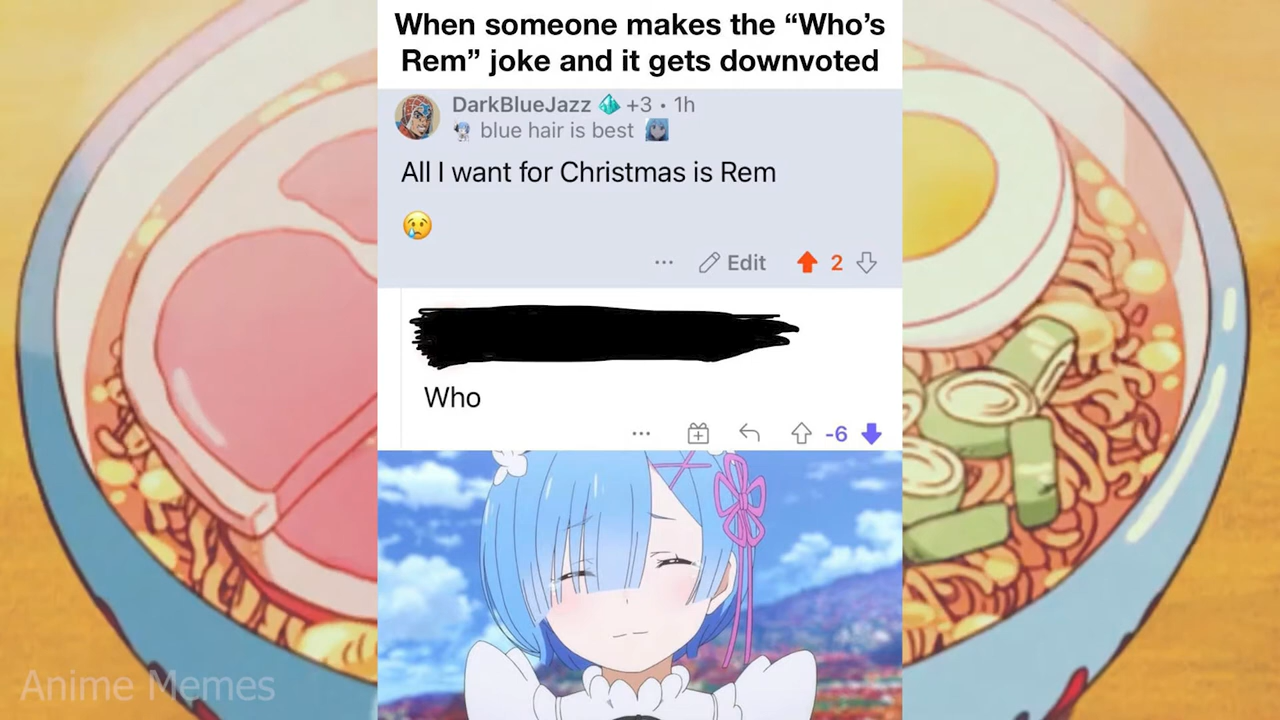 When someone makes the “Who’s
Rem” joke and it gets downvoted
DarkBlueJazz +3 • 1h
blue hair is best
All I want for Christmas is Rem
😢
... Edit 2
Who
... -6
Anime Memes